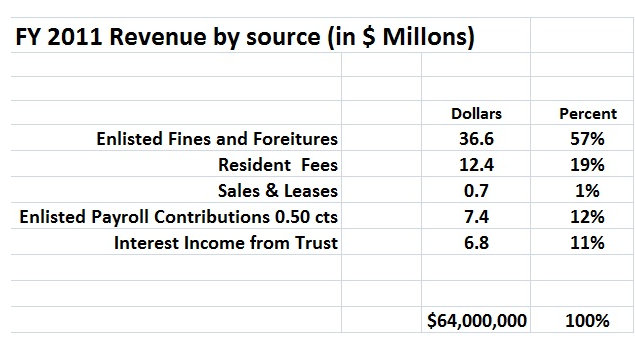 FY 2011 Revenue by source (in $ Millons)
Dollars Percent
Enlisted Fines and Foreitures 36.6 57%
Resident Fees 12.4 19%
Sales & Leases 0.7 1%
Enlisted Payroll Contributions 0.50 cts 7.4 12%
Interest Income from Trust 6.8 11%
$64,000,000 100%